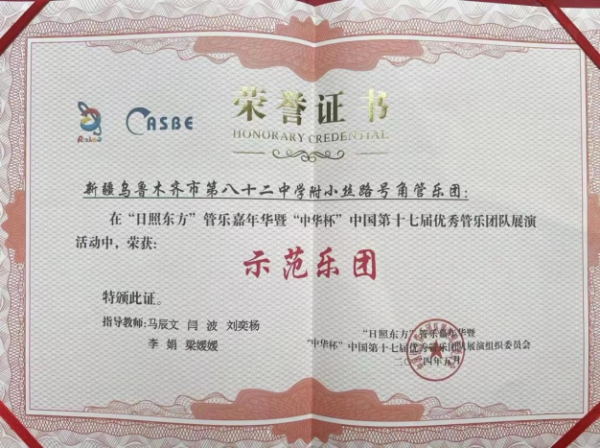 荣誉证书
CASBE
HONORARY CREDENTIAL
新疆乌鲁木齐市第八十二中学附小丝路号角管乐团：
在“日照东方”管乐嘉年华暨“中华杯”中国第十七届优秀管乐团队展演
活动中，荣获：
示范乐团
特颁此证。
指导教师：马辰文 闫 波 刘奕杨
李 娟 梁媛媛
“日照东方”管乐嘉年华暨
“中华杯”中国第十七届优秀管乐团队展演组织委员会
二〇二四年五月